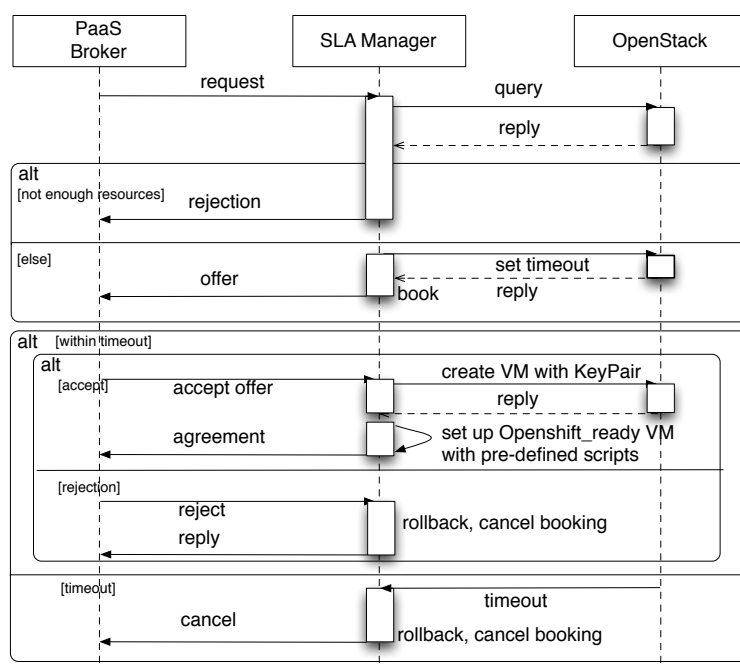 PaaS
Broker
SLA Manager
OpenStack
request
query
reply
alt
[not enough resources]
rejection
[else]
set timeout
offer
book
reply
alt
[within timeout]
alt
[accept]
create VM with KeyPair
accept offer
reply
agreement
set up Openshift_ready VM
with pre-defined scripts
[rejection]
reject
rollback, cancel booking
reply
[timeout]
timeout
cancel
rollback, cancel booking